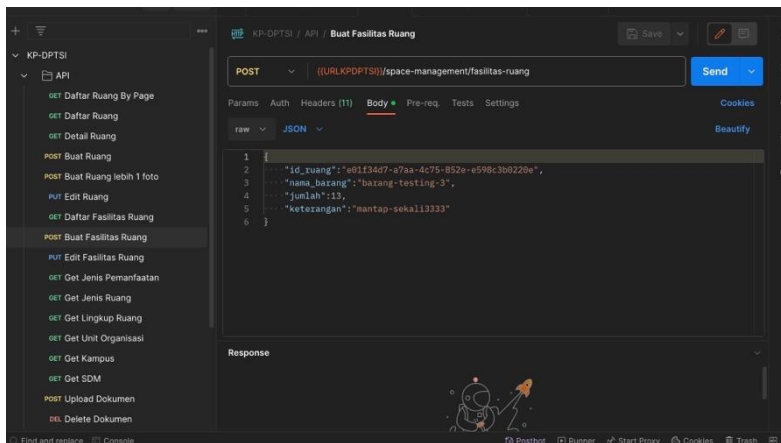 KP-DPTSI
API
GET Daftar Ruang By Page
GET Daftar Ruang
GET Detail Ruang
POST Buat Ruang
POST Buat Ruang lebih 1 foto
PUT Edit Ruang
GET Daftar Fasilitas Ruang
POST Buat Fasilitas Ruang
PUT Edit Fasilitas Ruang
GET Get Jenis Pemanfaatan
GET Get Jenis Ruang
GET Get Lingkup Ruang
GET Get Unit Organisasi
GET Get Kampus
GET Get SDM
POST Upload Dokumen
DEL Delete Dokumen
HTTP KP-DPTSI / API / Buat Fasilitas Ruang
Save
POST {{URLKPDPTSI}}/space-management/fasilitas-ruang Send
Params Auth Headers (11) Body Pre-req. Tests Settings Cookies
raw JSON Beautify
1 {
2 "id_ruang":"e01f34d7-a7aa-4c75-852e-e598c3b0220e",
3 "nama_barang":"barang-testing-3",
4 "jumlah":13,
5 "keterangan":"mantap-sekali3333"
6 }
Response
Find and replace Console Postbot Runner Start Proxy Cookies Trash